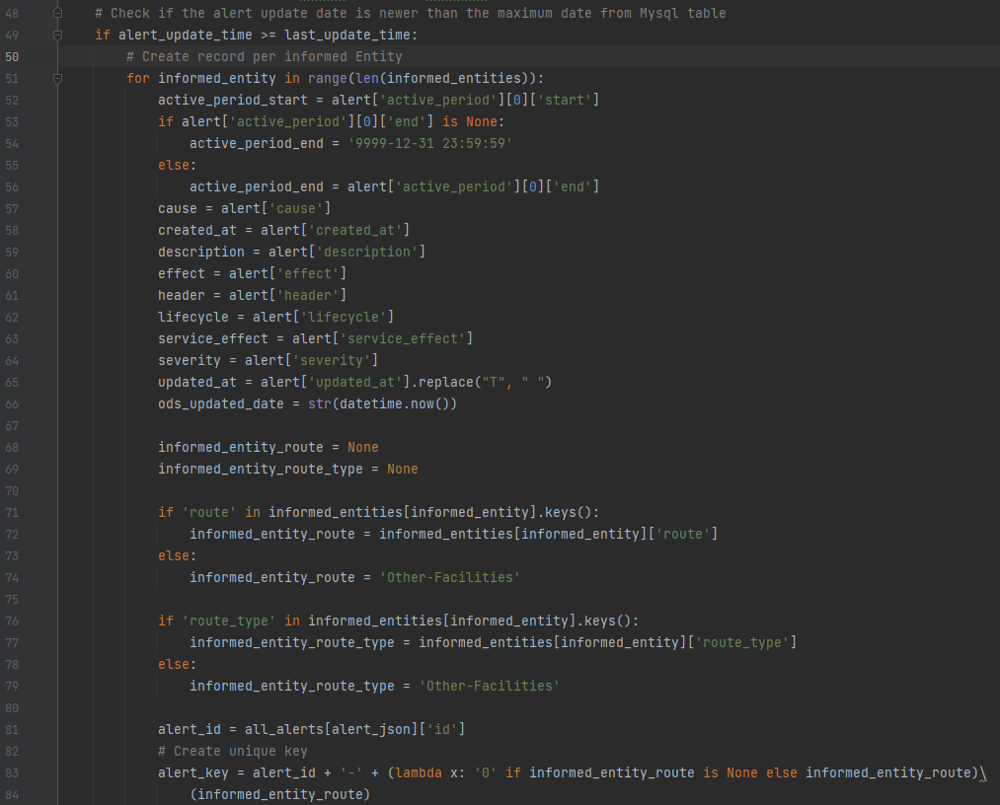 48 # Check if the alert update date is newer than the maximum date from Mysql table
49 if alert_update_time >= last_update_time:
50 # Create record per informed Entity
51 for informed_entity in range(len(informed_entities)):
52 active_period_start = alert['active_period'][0]['start']
53 if alert['active_period'][0]['end'] is None:
54 active_period_end = '9999-12-31 23:59:59'
55 else:
56 active_period_end = alert['active_period'][0]['end']
57 cause = alert['cause']
58 created_at = alert['created_at']
59 description = alert['description']
60 effect = alert['effect']
61 header = alert['header']
62 lifecycle = alert['lifecycle']
63 service_effect = alert['service_effect']
64 severity = alert['severity']
65 updated_at = alert['updated_at'].replace("T", " ")
66 ods_updated_date = str(datetime.now())
67
68 informed_entity_route = None
69 informed_entity_route_type = None
70
71 if 'route' in informed_entities[informed_entity].keys():
72 informed_entity_route = informed_entities[informed_entity]['route']
73 else:
74 informed_entity_route = 'Other-Facilities'
75
76 if 'route_type' in informed_entities[informed_entity].keys():
77 informed_entity_route_type = informed_entities[informed_entity]['route_type']
78 else:
79 informed_entity_route_type = 'Other-Facilities'
80
81 alert_id = all_alerts[alert_json]['id']
82 # Create unique key
83 alert_key = alert_id + '-' + (lambda x: '0' if informed_entity_route is None else informed_entity_route)\
84 (informed_entity_route)